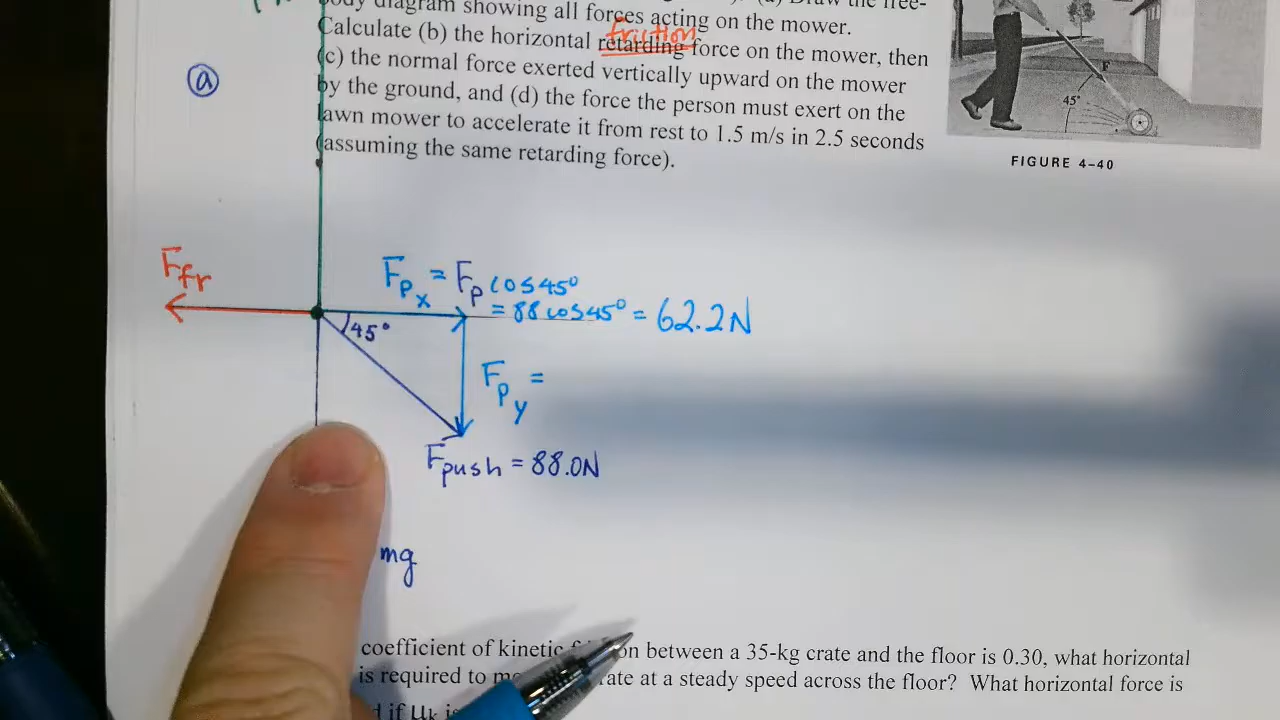 body diagram showing all forces acting on the mower.
friction
Calculate (b) the horizontal retarding force on the mower, then
(c) the normal force exerted vertically upward on the mower
by the ground, and (d) the force the person must exert on the
lawn mower to accelerate it from rest to 1.5 m/s in 2.5 seconds
(assuming the same retarding force).
a
F
45°
FIGURE 4–40
Ffr
Fpx = Fp cos45°
= 88 cos45° = 62.2N
45°
Fpy =
Fpush = 88.0N
mg
coefficient of kinetic between a 35-kg crate and the floor is 0.30, what horizontal
is required to at a steady speed across the floor? What horizontal force is
if μk